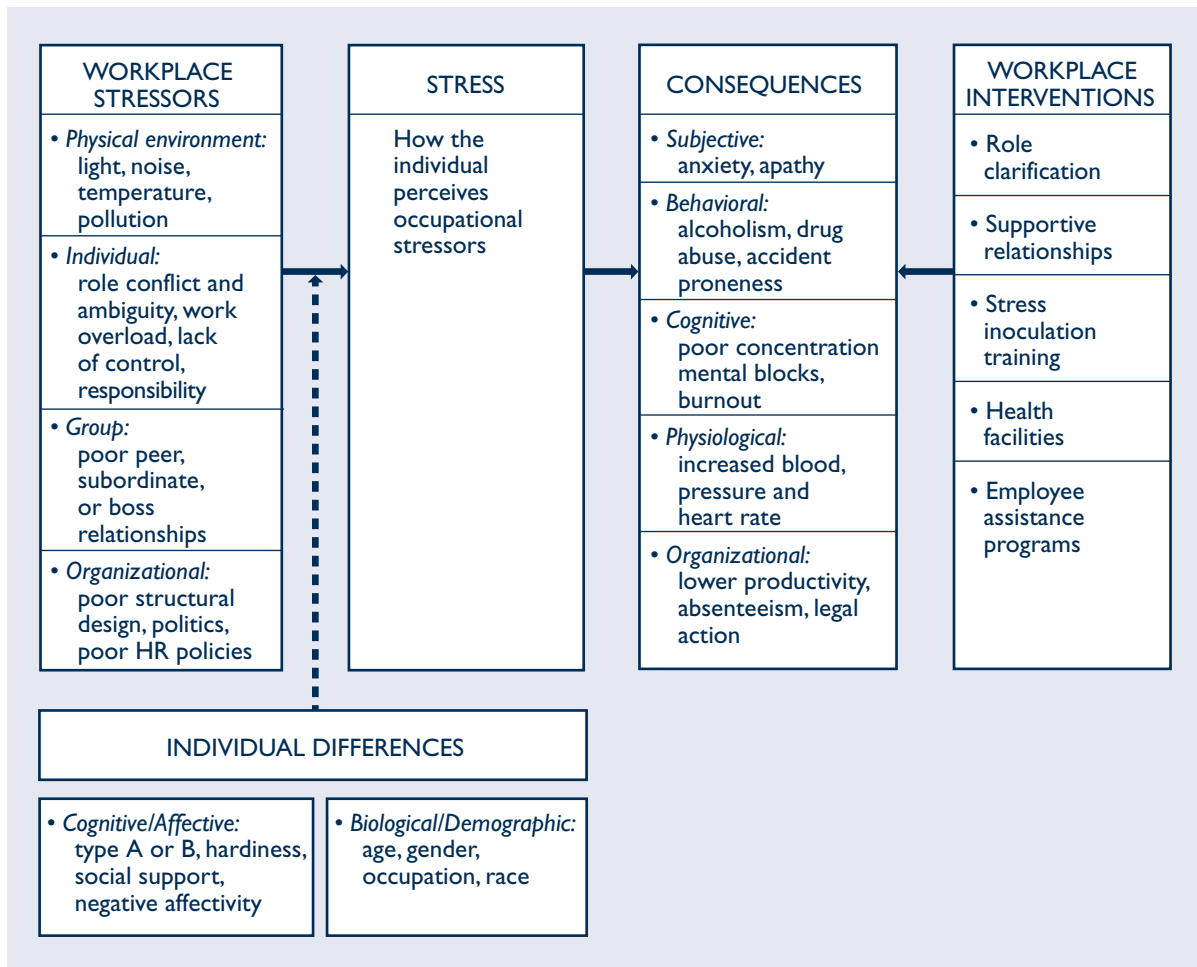 WORKPLACE
STRESSORS
• Physical environment:
light, noise,
temperature,
pollution
• Individual:
role conflict and
ambiguity, work
overload, lack
of control,
responsibility
• Group:
poor peer,
subordinate,
or boss
relationships
• Organizational:
poor structural
design, politics,
poor HR policies
STRESS
How the
individual
perceives
occupational
stressors
CONSEQUENCES
• Subjective:
anxiety, apathy
• Behavioral:
alcoholism, drug
abuse, accident
proneness
• Cognitive:
poor concentration
mental blocks,
burnout
• Physiological:
increased blood,
pressure and
heart rate
• Organizational:
lower productivity,
absenteeism, legal
action
WORKPLACE
INTERVENTIONS
• Role
clarification
• Supportive
relationships
• Stress
inoculation
training
• Health
facilities
• Employee
assistance
programs
INDIVIDUAL DIFFERENCES
• Cognitive/Affective:
type A or B, hardiness,
social support,
negative affectivity
• Biological/Demographic:
age, gender,
occupation, race